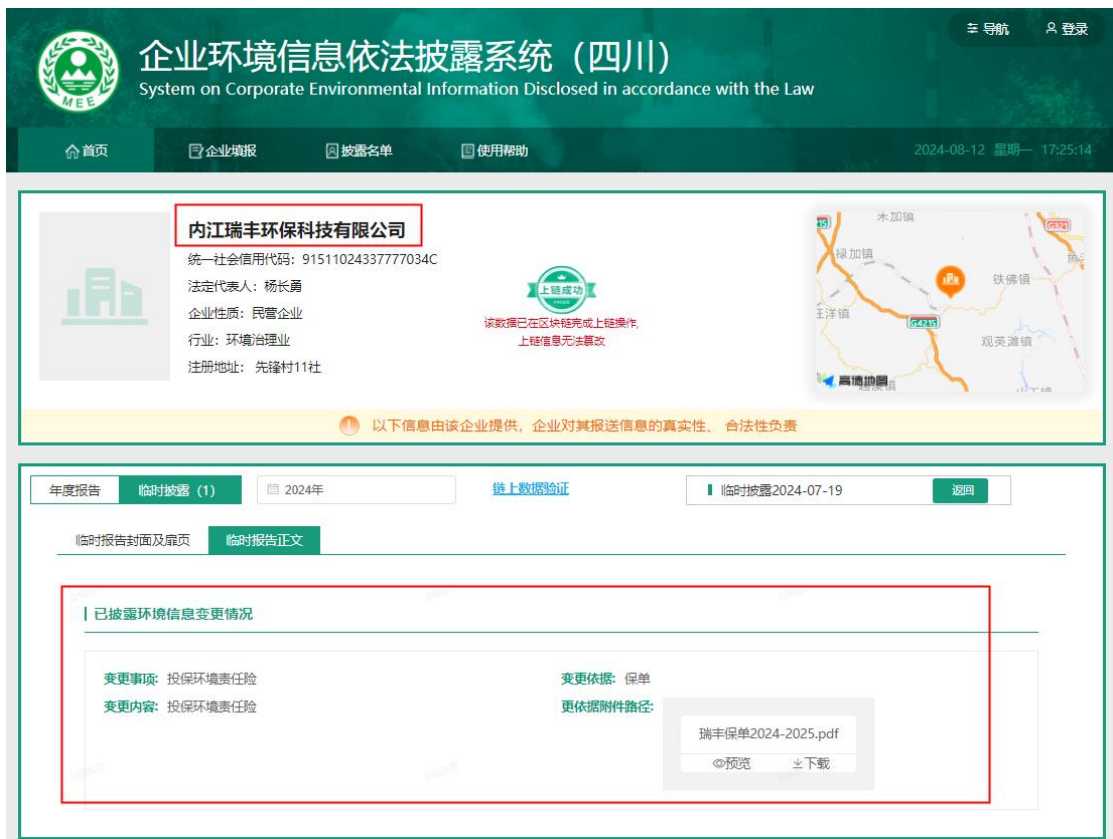 导航
登录
企业环境信息依法披露系统（四川）
System on Corporate Environmental Information Disclosed in accordance with the Law
MEE
首页
企业填报
披露名单
使用帮助
2024-08-12 星期一 17:25:14
内江瑞丰环保科技有限公司
统一社会信用代码：91511024337777034C
法定代表人：杨长勇
企业性质：民营企业
行业：环境治理业
注册地址：先锋村11社
上链成功
该数据已在区块链完成上链操作,
上链信息无法篡改
木加镇
禄加镇
铁佛镇
观英滩镇
G4215
高德地图
以下信息由该企业提供，企业对其报送信息的真实性、 合法性负责
年度报告
临时披露（1）
2024年
链上数据验证
临时披露2024-07-19
返回
临时报告封面及扉页
临时报告正文
已披露环境信息变更情况
变更事项: 投保环境责任险
变更依据: 保单
变更内容: 投保环境责任险
更依据附件路径:
瑞丰保单2024-2025.pdf
预览
下载